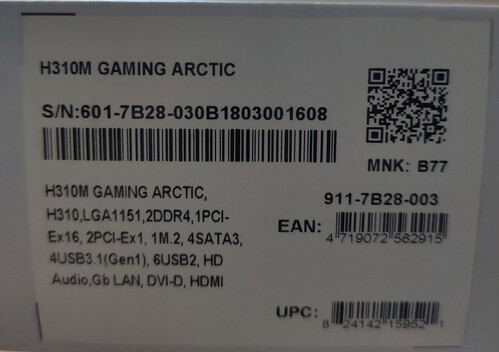 H310M GAMING ARCTIC
S/N:601-7B28-030B1803001608
MNK: B77
H310M GAMING ARCTIC,
H310,LGA1151,2DDR4,1PCI-
Ex16, 2PCI-Ex1, 1M.2, 4SATA3,
4USB3.1(Gen1), 6USB2, HD
Audio,Gb LAN, DVI-D, HDMI
911-7B28-003
EAN:
4 719072 562915
UPC:
8 24142 15952 1